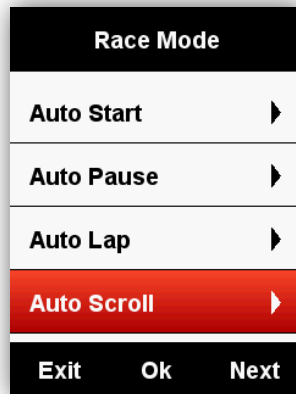 Race Mode
Auto Start
Auto Pause
Auto Lap
Auto Scroll
Exit Ok Next